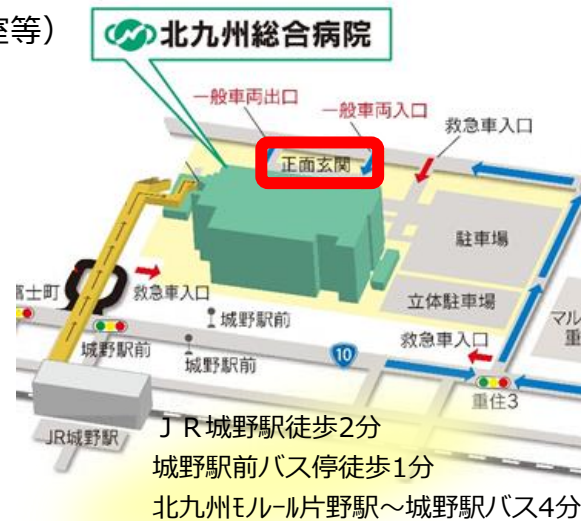 室等）
北九州総合病院
一般車両出口
一般車両入口
救急車入口
正面玄関
駐車場
立体駐車場
富士町
救急車入口
城野駅前
救急車入口
マル
重
城野駅前
城野駅前
10
重住3
JR城野駅
ＪＲ城野駅徒歩2分
城野駅前バス停徒歩1分
北九州ﾓﾉﾚｰﾙ片野駅～城野駅バス4分